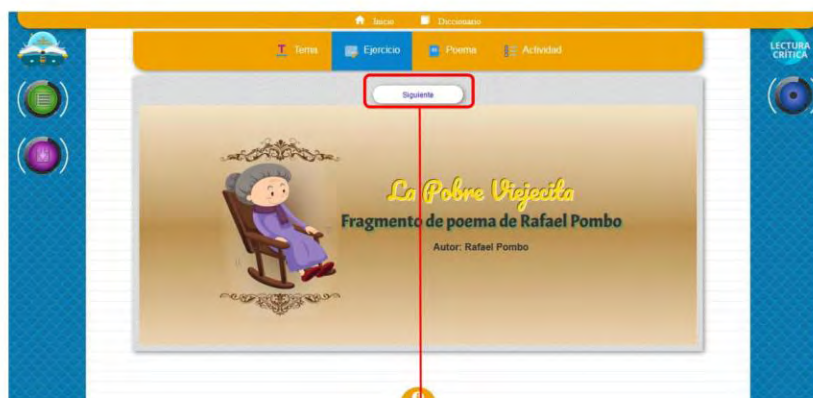 Inicio Diccionario
Tema Ejercicio Poema Actividad
LECTURA
CRÍTICA
Siguiente
La Pobre Viejecita
Fragmento de poema de Rafael Pombo
Autor: Rafael Pombo